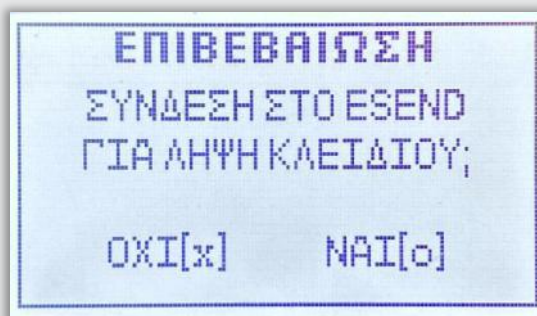 ΕΠΙΒΕΒΑΙΩΣΗ
ΣΥΝΔΕΣΗ ΣΤΟ ESEND
ΓΙΑ ΛΗΨΗ ΚΛΕΙΔΙΟΥ;
ΟΧΙ[x] ΝΑΙ[o]